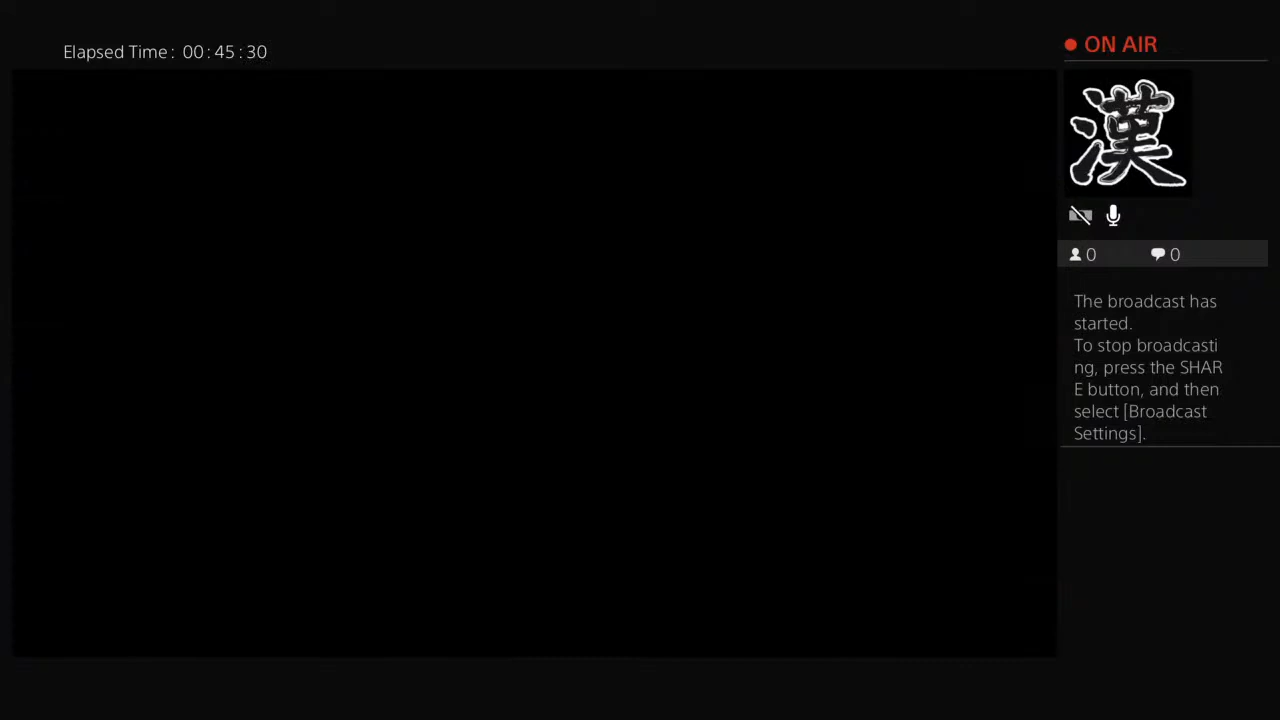 Elapsed Time: 00:45:30
ON AIR
漢
0 0
The broadcast has
started.
To stop broadcasti
ng, press the SHAR
E button, and then
select [Broadcast
Settings].